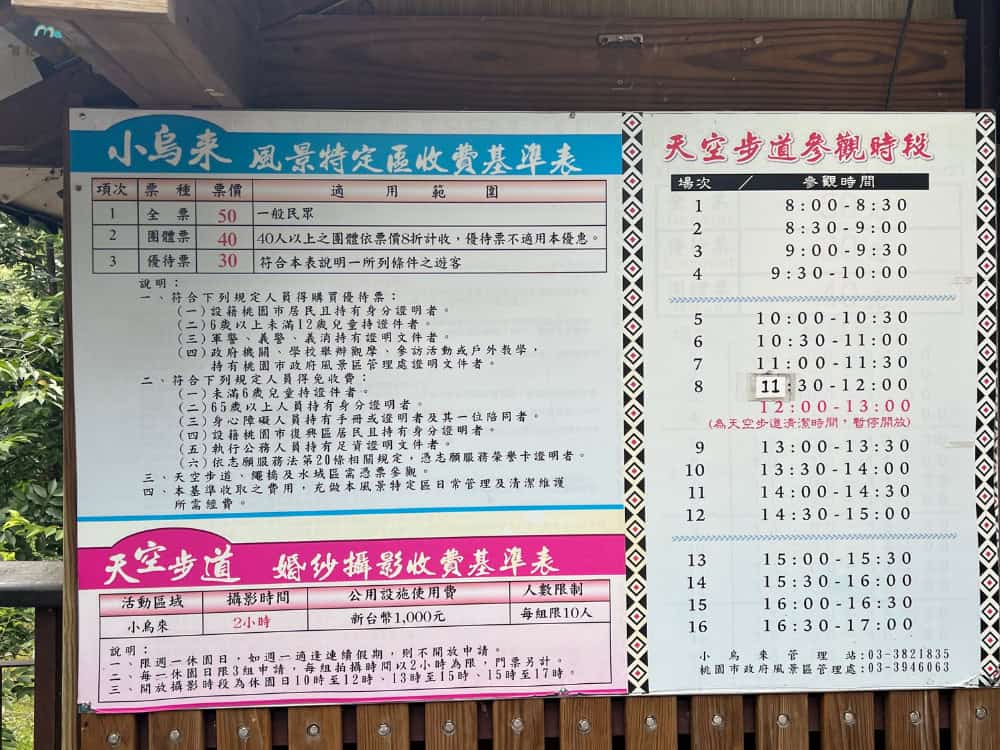 小烏来 風景特定區收費基準表
項次 票種 票價 適用範圍
1 全票 50 一般民眾
2 團體票 40 40人以上之團體依票價8折計收，優待票不適用本優惠。
3 優待票 30 符合本表說明一所列條件之遊客
說明：
一、符合下列規定人員得購買優待票：
(一)設籍桃園市居民且持有身分證明者。
(二)6歲以上未滿12歲兒童持證件者。
(三)軍警、義警、義消持有證明文件者。
(四)政府機關、學校舉辦觀摩、參訪活動或戶外教學，
持有桃園市政府風景區管理處證明文件者。
二、符合下列規定人員得免收費：
(一)未滿6歲兒童持證件者。
(二)65歲以上人員持有身分證明者。
(三)身心障礙人員持有手冊或證明者及其一位陪同者。
(四)設籍桃園市復興區居民且持有身分證明者。
(五)執行公務人員持有足資證明文件者。
(六)依志願服務法第20條相關規定，憑志願服務榮譽卡證明者。
三、天空步道、繩橋及水域區需憑票參觀。
四、本基準收取之費用，充做本風景特定區日常管理及清潔維護
所需經費。
天空步道 婚紗攝影收費基準表
活動區域 攝影時間 公用設施使用費 人數限制
小烏來 2小時 新台幣1,000元 每組限10人
說明：
一、限週一休園日，如週一適逢連續假期，則不開放申請。
二、每一休園日限3組申請，每組拍攝時間以2小時為限，門票另計。
三、開放攝影時段為休園日10時至12時、13時至15時、15時至17時。
天空步道參觀時段
場次 / 參觀時間
1 8:00-8:30
2 8:30-9:00
3 9:00-9:30
4 9:30-10:00
5 10:00-10:30
6 10:30-11:00
7 11:00-11:30
8 11:30-12:00
12:00-13:00
(為天空步道清潔時間，暫停開放)
9 13:00-13:30
10 13:30-14:00
11 14:00-14:30
12 14:30-15:00
13 15:00-15:30
14 15:30-16:00
15 16:00-16:30
16 16:30-17:00
小烏來管理站:03-3821835
桃園市政府風景區管理處:03-3946063